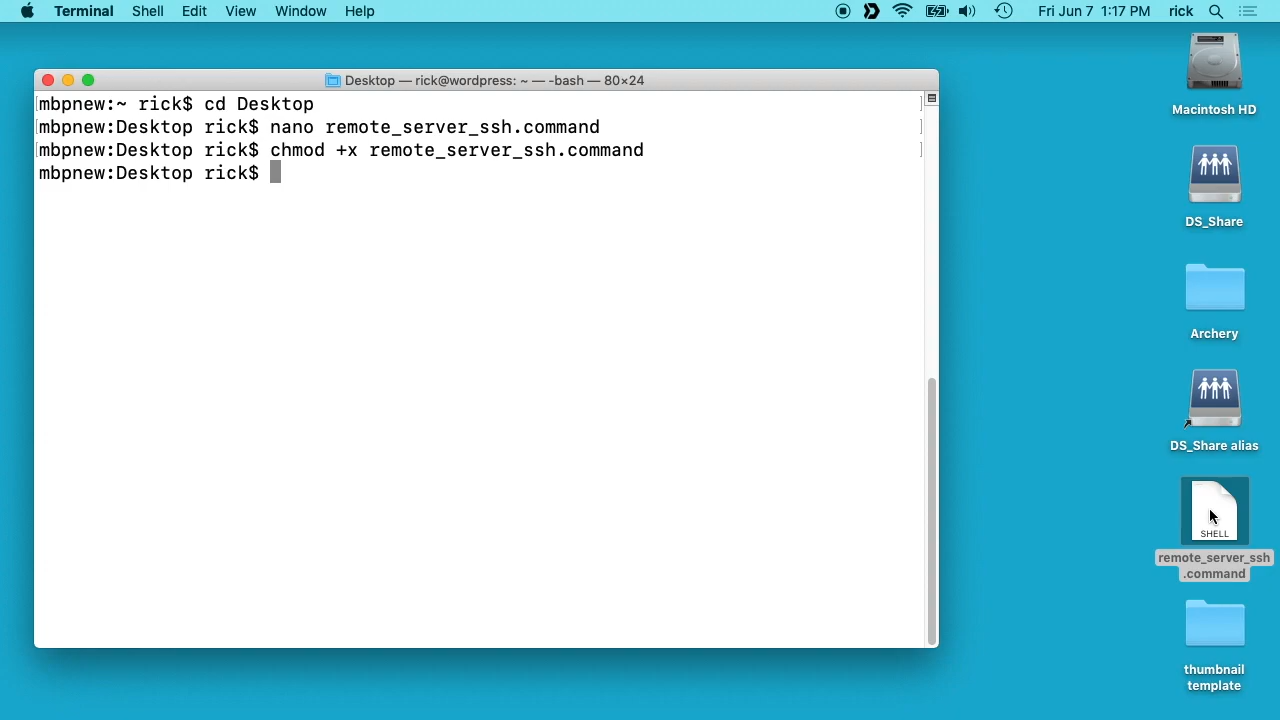 Terminal Shell Edit View Window Help Fri Jun 7 1:17 PM rick
Desktop — rick@wordpress: ~ — -bash — 80×24
[mbpnew:~ rick$ cd Desktop ]
[mbpnew:Desktop rick$ nano remote_server_ssh.command ]
[mbpnew:Desktop rick$ chmod +x remote_server_ssh.command ]
mbpnew:Desktop rick$
Macintosh HD
DS_Share
Archery
DS_Share alias
SHELL
remote_server_ssh
.command
thumbnail
template